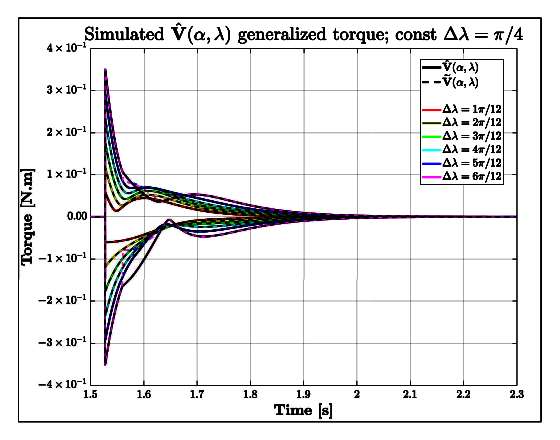 Simulated V̂(α, λ) generalized torque; const Δλ = π/4
V̂(α, λ)
Ṽ(α, λ)
Δλ = 1π/12
Δλ = 2π/12
Δλ = 3π/12
Δλ = 4π/12
Δλ = 5π/12
Δλ = 6π/12
Torque [N.m]
4 × 10⁻¹
3 × 10⁻¹
2 × 10⁻¹
1 × 10⁻¹
0.00
−1 × 10⁻¹
−2 × 10⁻¹
−3 × 10⁻¹
−4 × 10⁻¹
1.5 1.6 1.7 1.8 1.9 2 2.1 2.2 2.3
Time [s]